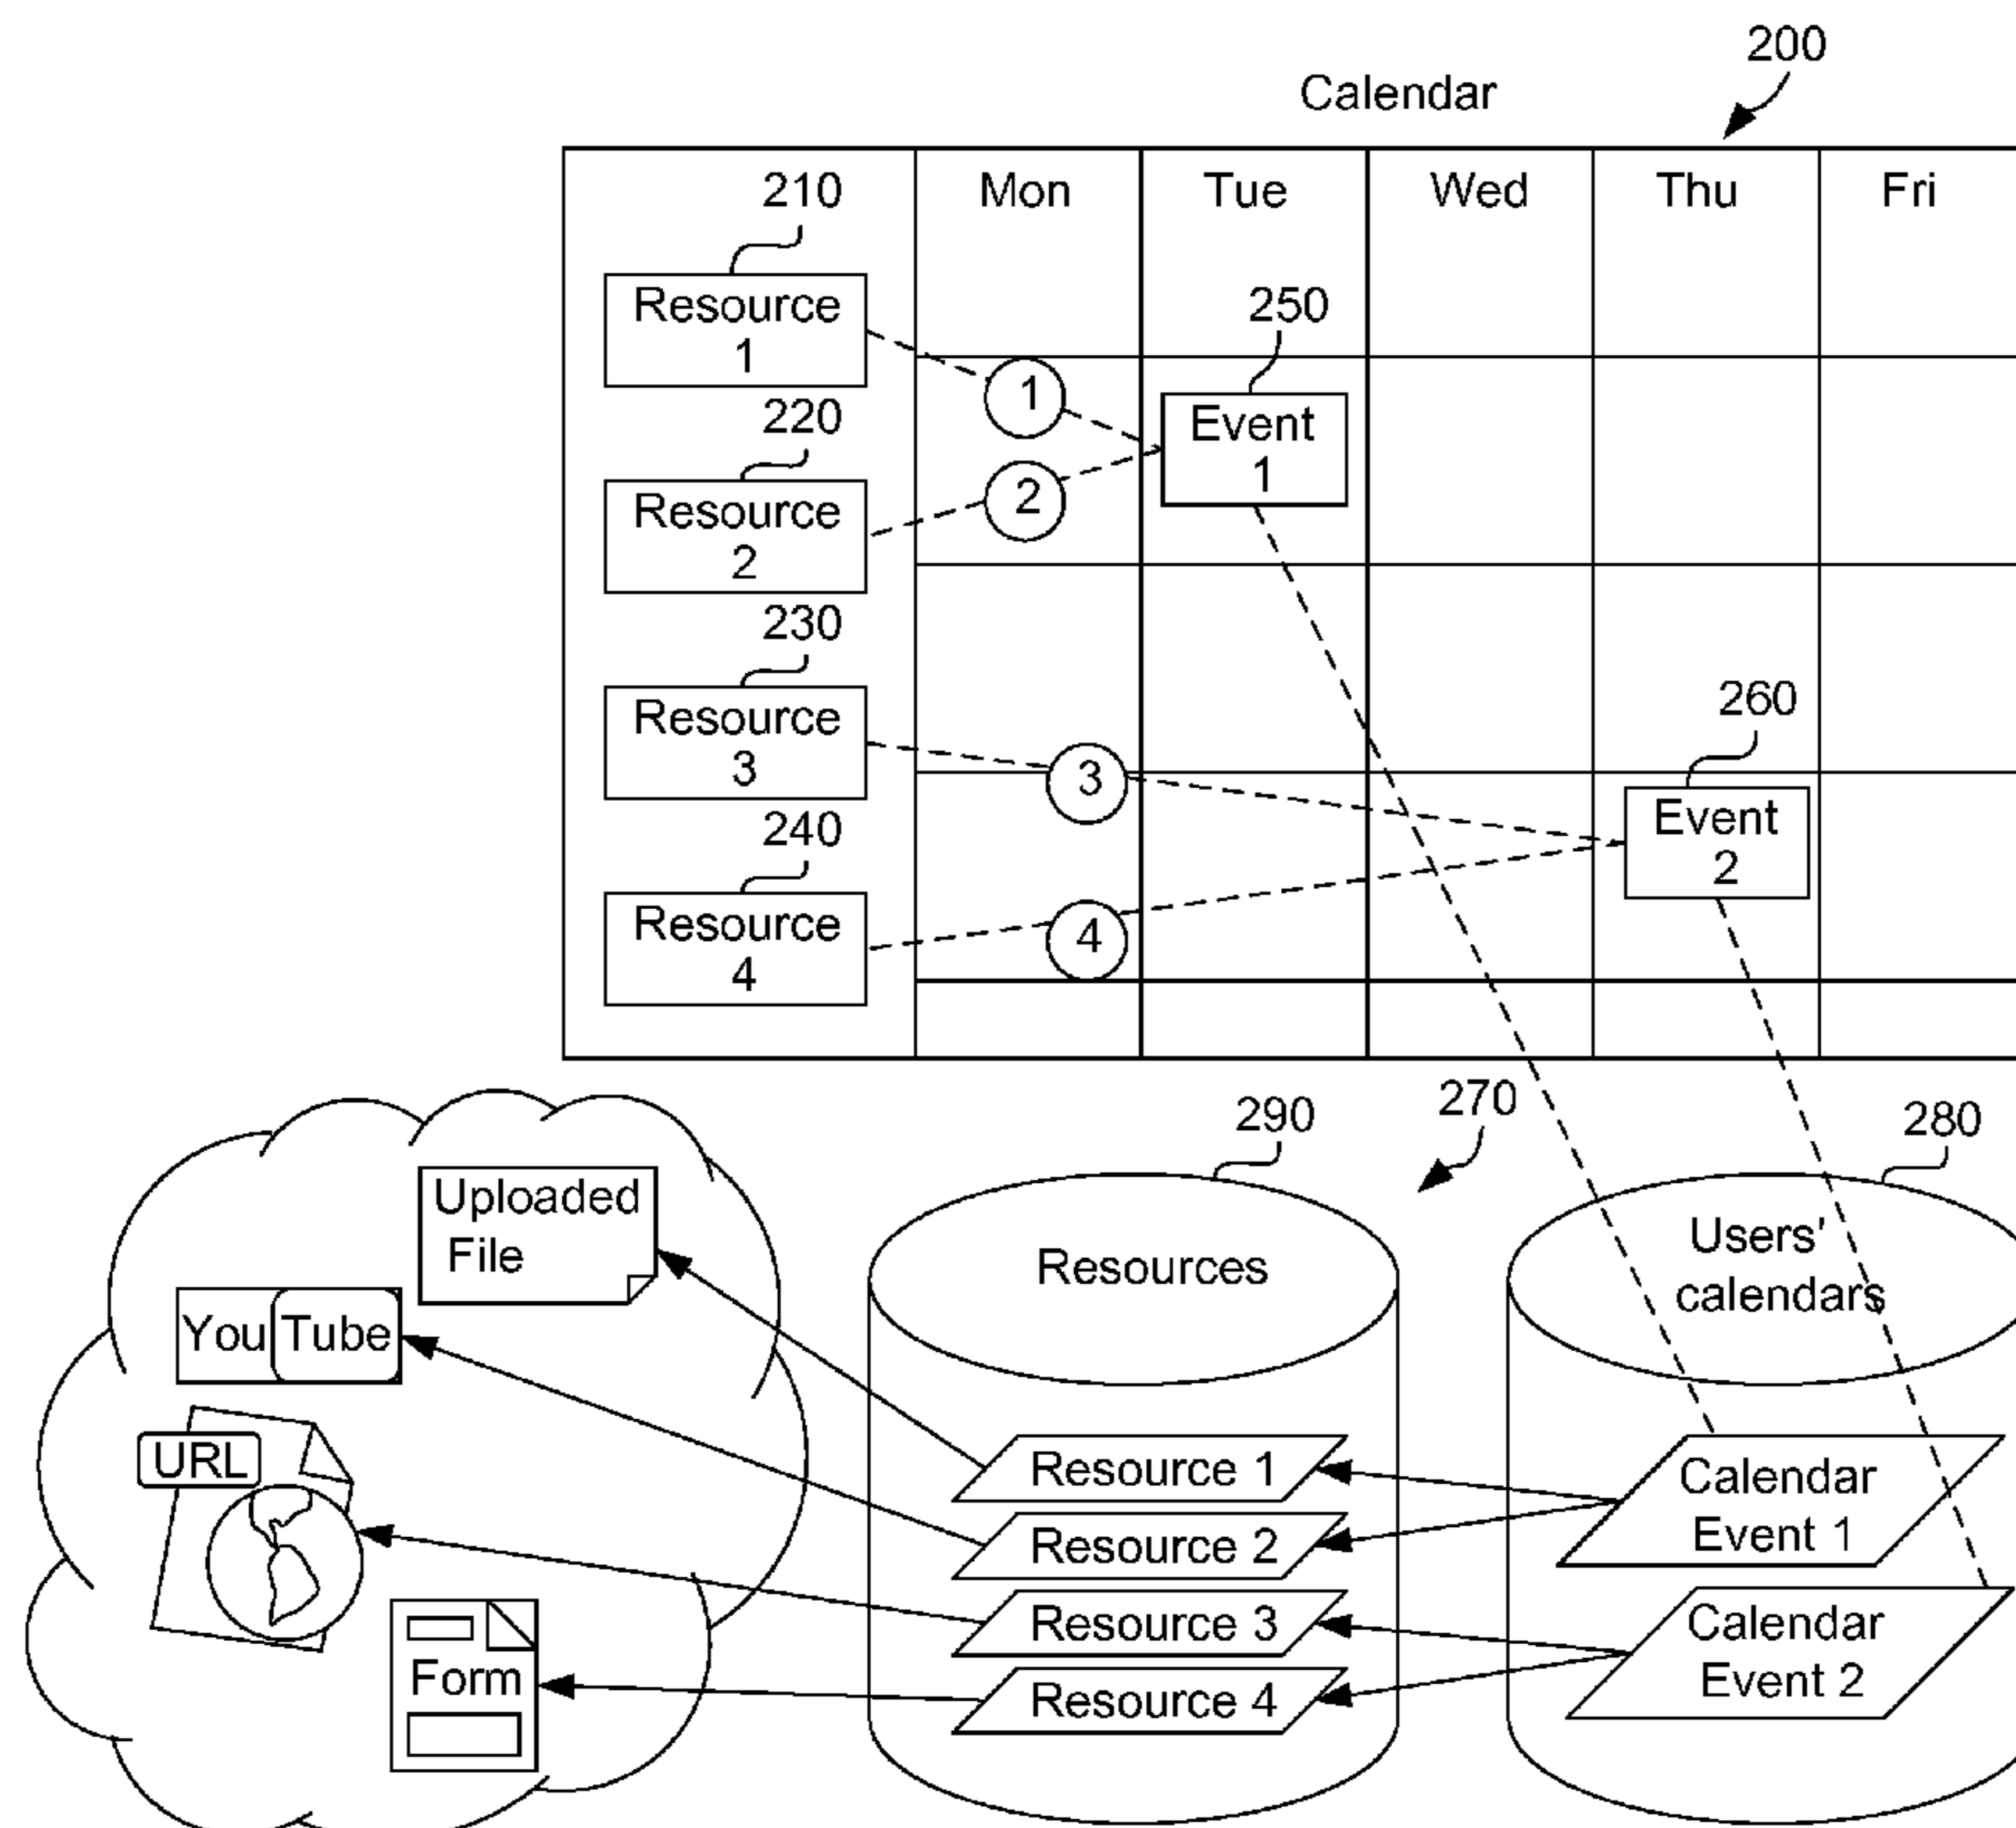 200
Calendar
210
Mon
Tue
Wed
Thu
Fri
Resource
1
250
1
Event
1
220
2
Resource
2
230
Resource
3
260
3
Event
2
240
Resource
4
4
270
290
280
Uploaded
File
Resources
Users'
calendars
You Tube
URL
Resource 1
Calendar
Event 1
Resource 2
Resource 3
Calendar
Event 2
Form
Resource 4